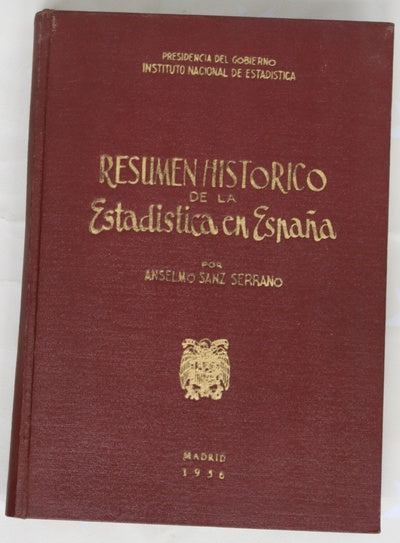 PRESIDENCIA DEL GOBIERNO
INSTITUTO NACIONAL DE ESTADISTICA
RESUMEN HISTORICO
DE LA
Estadistica en España
POR
ANSELMO SANZ SERRANO
MADRID
1956